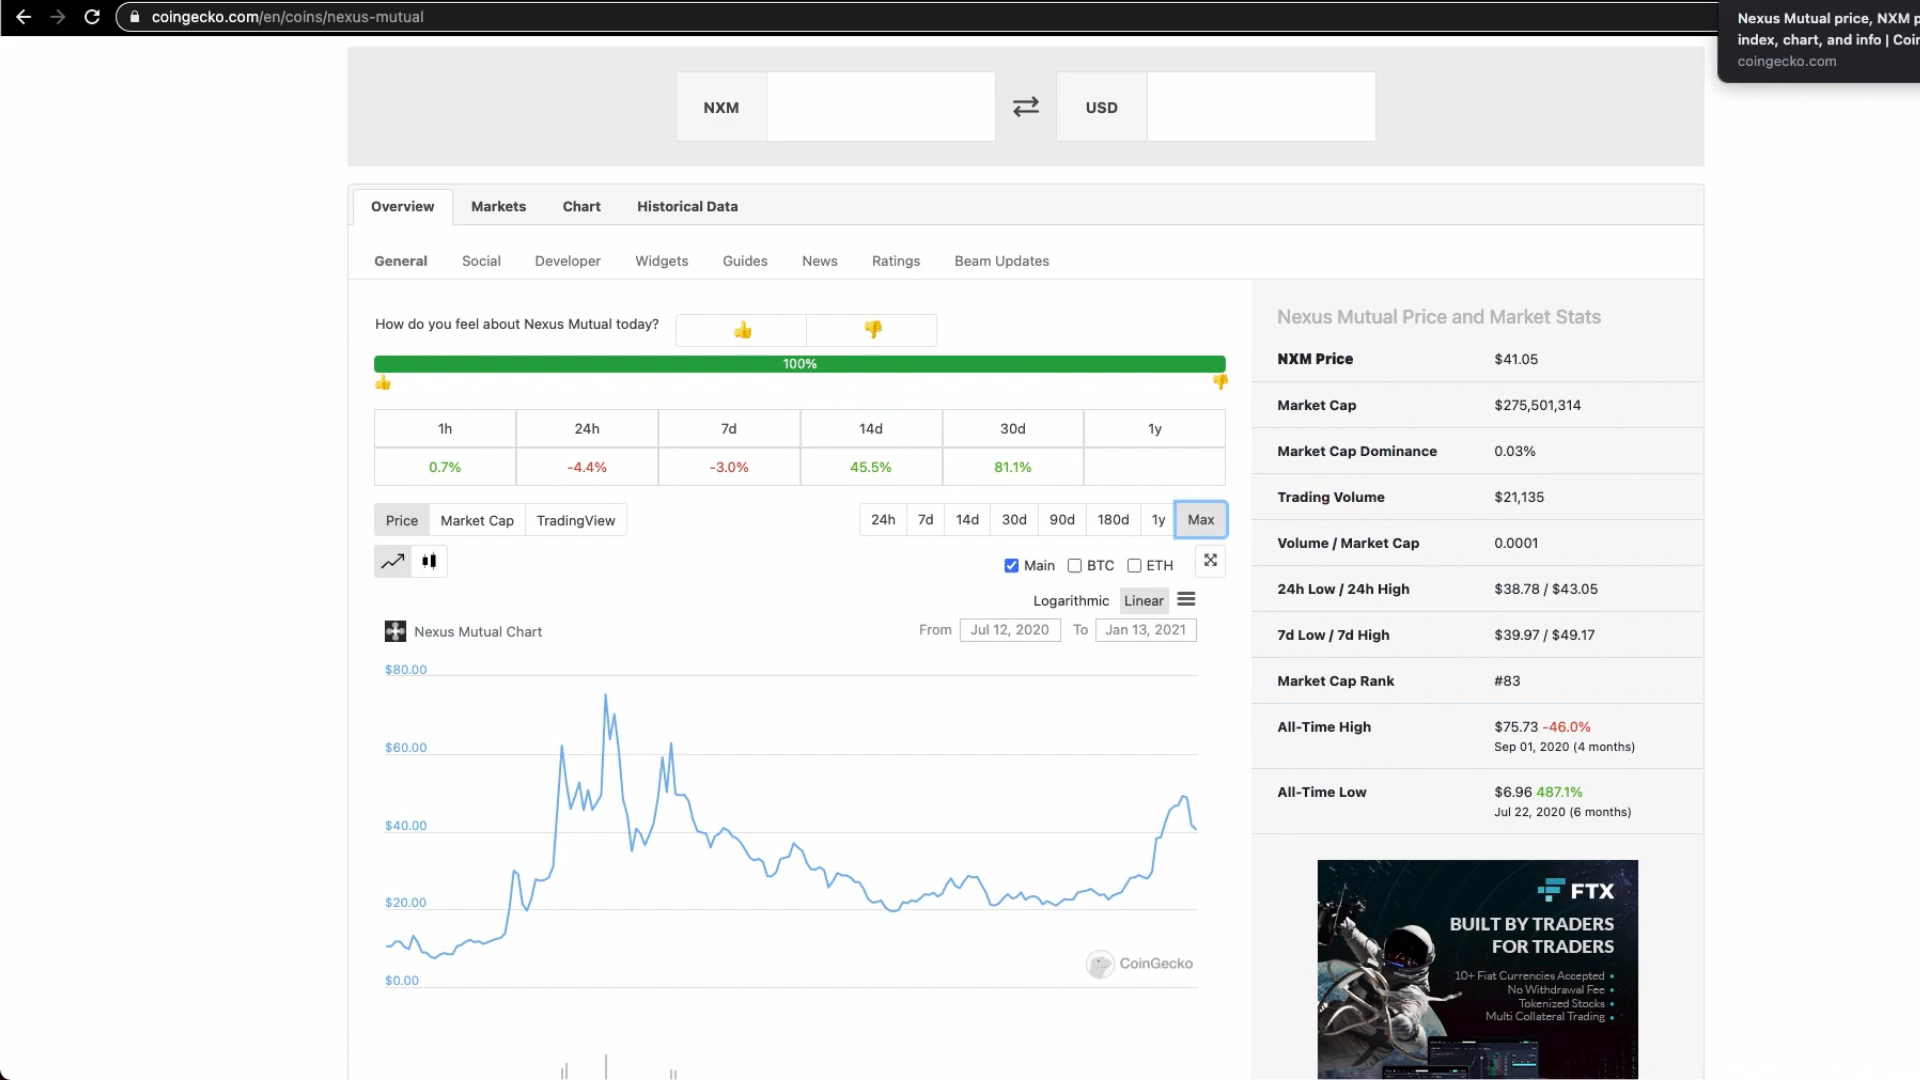 coingecko.com/en/coins/nexus-mutual
Nexus Mutual price, NXM
index, chart, and info |
coingecko.com
NXM
USD
Overview Markets Chart Historical Data
General Social Developer Widgets Guides News Ratings Beam Updates
How do you feel about Nexus Mutual today?
100%
1h 24h 7d 14d 30d 1y
0.7% -4.4% -3.0% 45.5% 81.1%
Price Market Cap TradingView
24h 7d 14d 30d 90d 180d 1y Max
Main BTC ETH
Logarithmic Linear
Nexus Mutual Chart
From Jul 12, 2020 To Jan 13, 2021
$80.00
$60.00
$40.00
$20.00
$0.00
CoinGecko
Nexus Mutual Price and Market Stats
NXM Price $41.05
Market Cap $275,501,314
Market Cap Dominance 0.03%
Trading Volume $21,135
Volume / Market Cap 0.0001
24h Low / 24h High $38.78 / $43.05
7d Low / 7d High $39.97 / $49.17
Market Cap Rank #83
All-Time High $75.73 -46.0%
Sep 01, 2020 (4 months)
All-Time Low $6.96 487.1%
Jul 22, 2020 (6 months)
FTX
BUILT BY TRADERS
FOR TRADERS
10+ Fiat Currencies Accepted •
No Withdrawal Fee •
Tokenized Stocks •
Multi Collateral Trading •